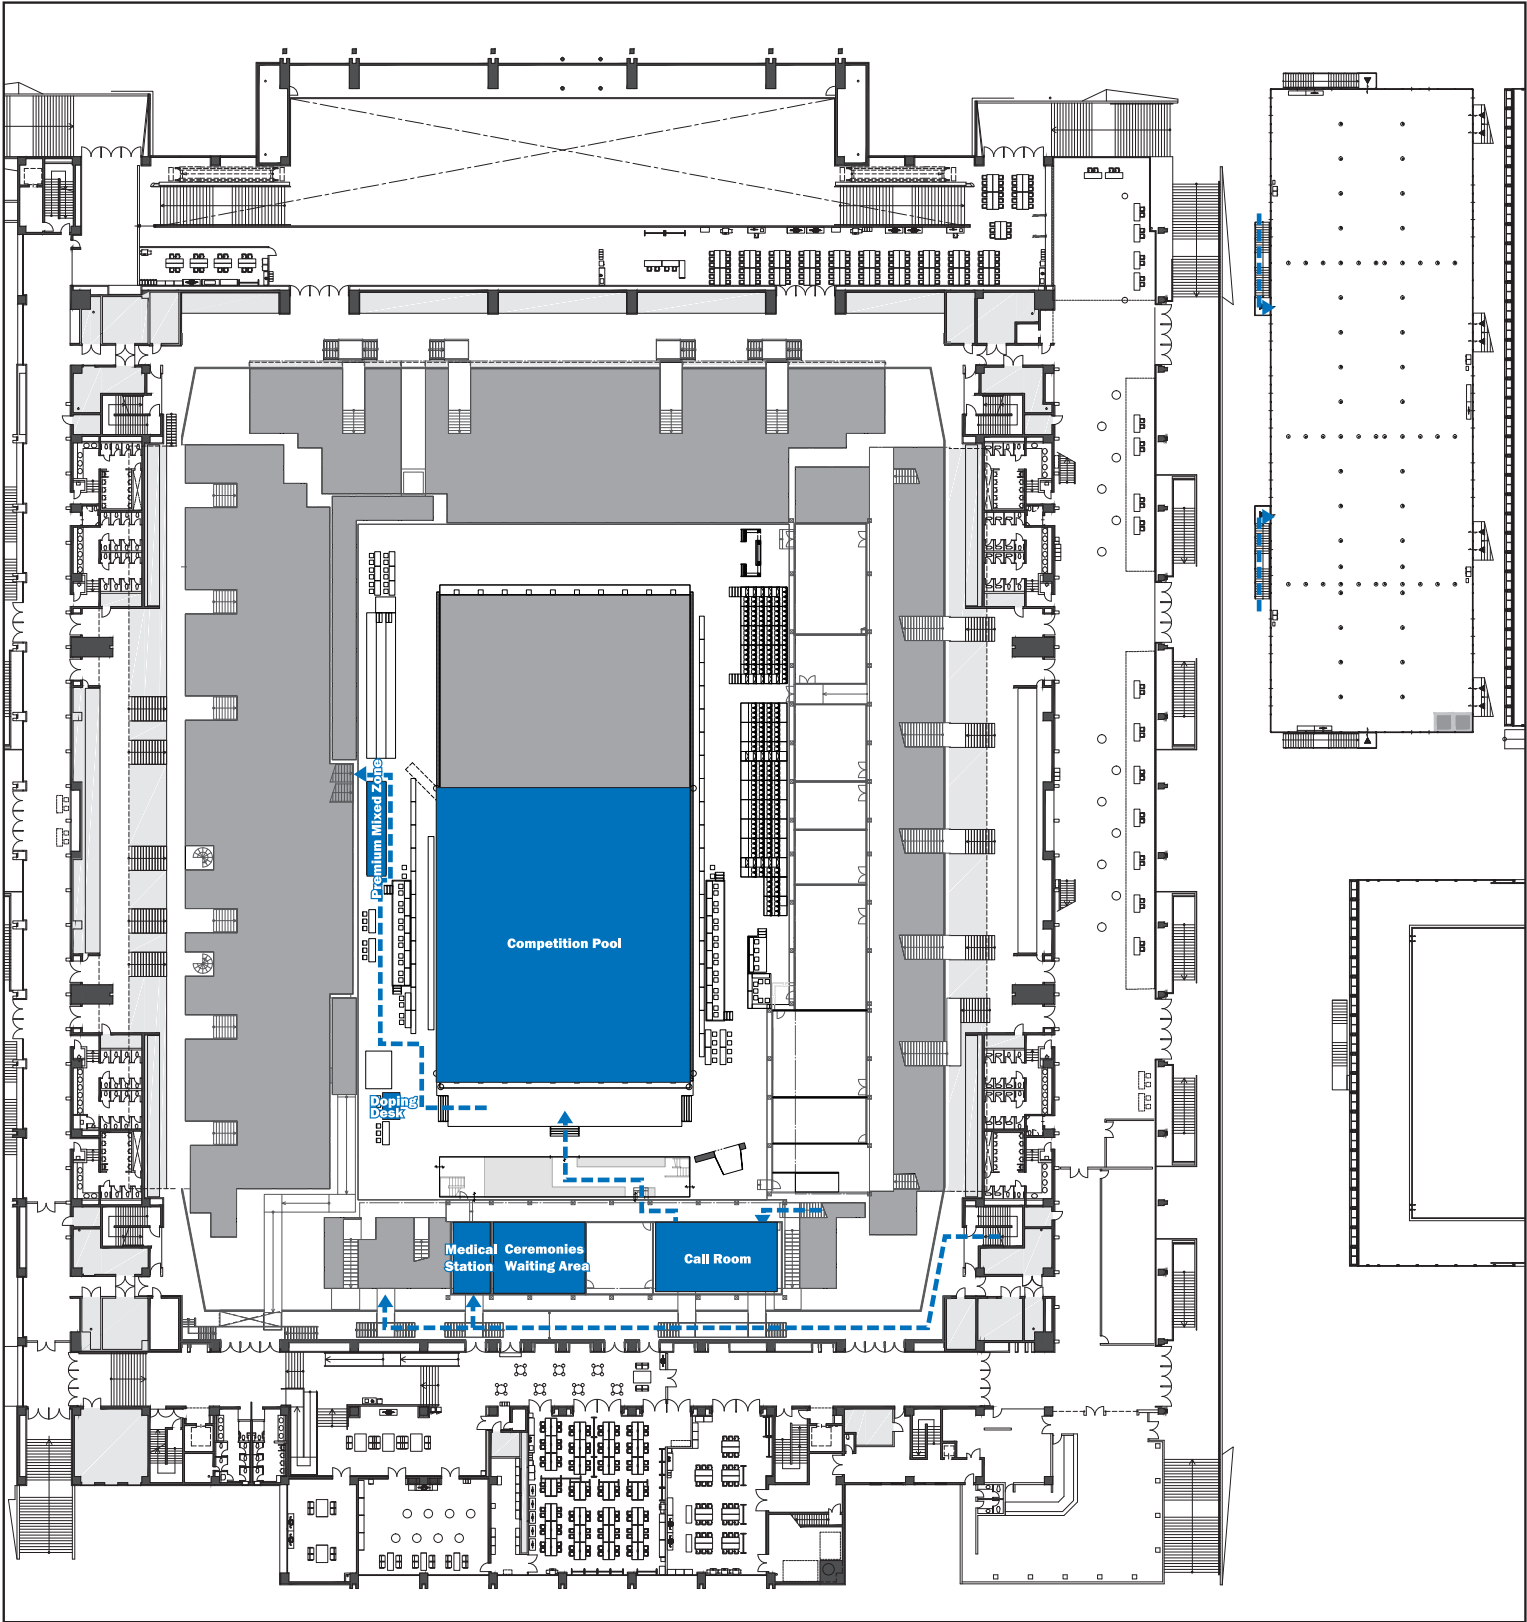 Premium Mixed Zone
Competition Pool
Doping
Desk
Medical
Station
Ceremonies
Waiting Area
Call Room